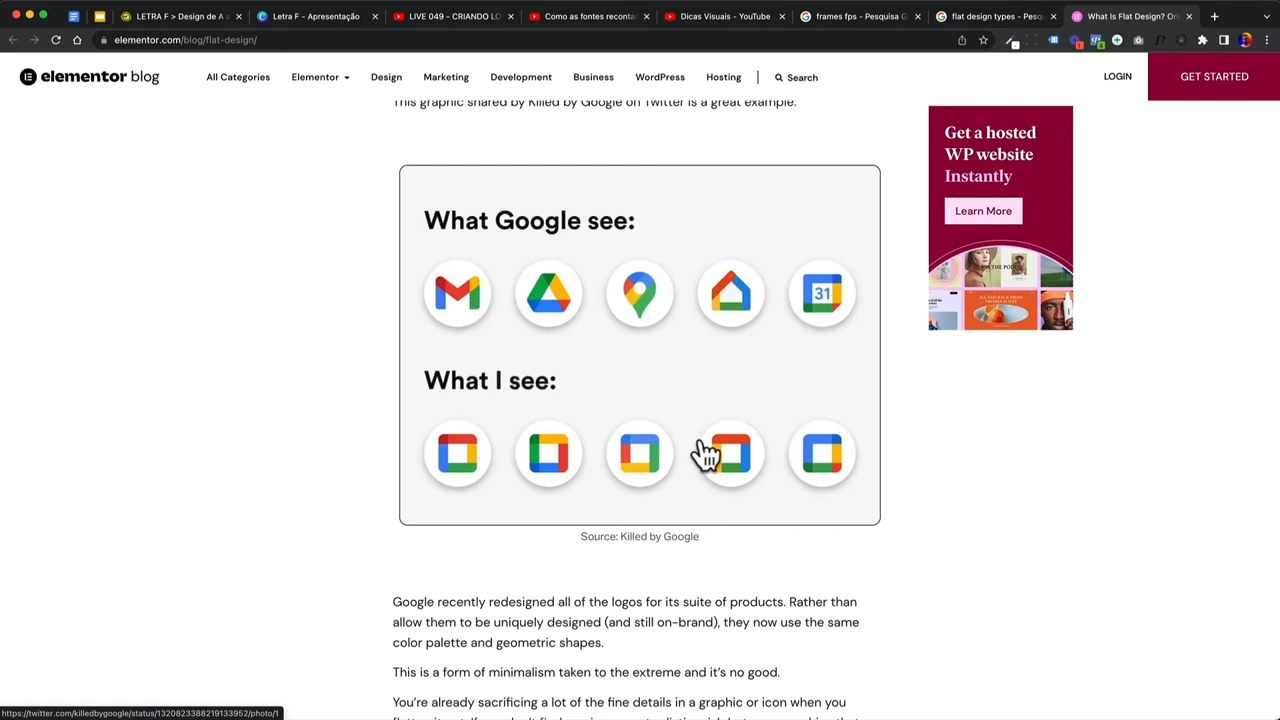 LETRA F > Design de A a
Letra F - Apresentação
LIVE 049 - CRIANDO LO
Como as fontes recontar
Dicas Visuais - YouTube
frames fps - Pesquisa G
flat design types - Pesq
What Is Flat Design? Ori
elementor.com/blog/flat-design/
elementor blog
All Categories
Elementor
Design
Marketing
Development
Business
WordPress
Hosting
Search
LOGIN
GET STARTED
This graphic shared by Killed by Google on Twitter is a great example.
Get a hosted
WP website
Instantly
Learn More
What Google see:
31
What I see:
Source: Killed by Google
Google recently redesigned all of the logos for its suite of products. Rather than
allow them to be uniquely designed (and still on-brand), they now use the same
color palette and geometric shapes.
This is a form of minimalism taken to the extreme and it's no good.
You're already sacrificing a lot of the fine details in a graphic or icon when you
https://twitter.com/killedbygoogle/status/1320823388219133952/photo/1